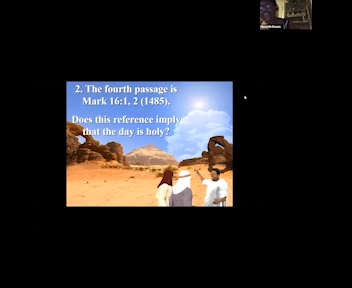 2. The fourth passage is
Mark 16:1, 2 (1485).
Does this reference imply
that the day is holy?